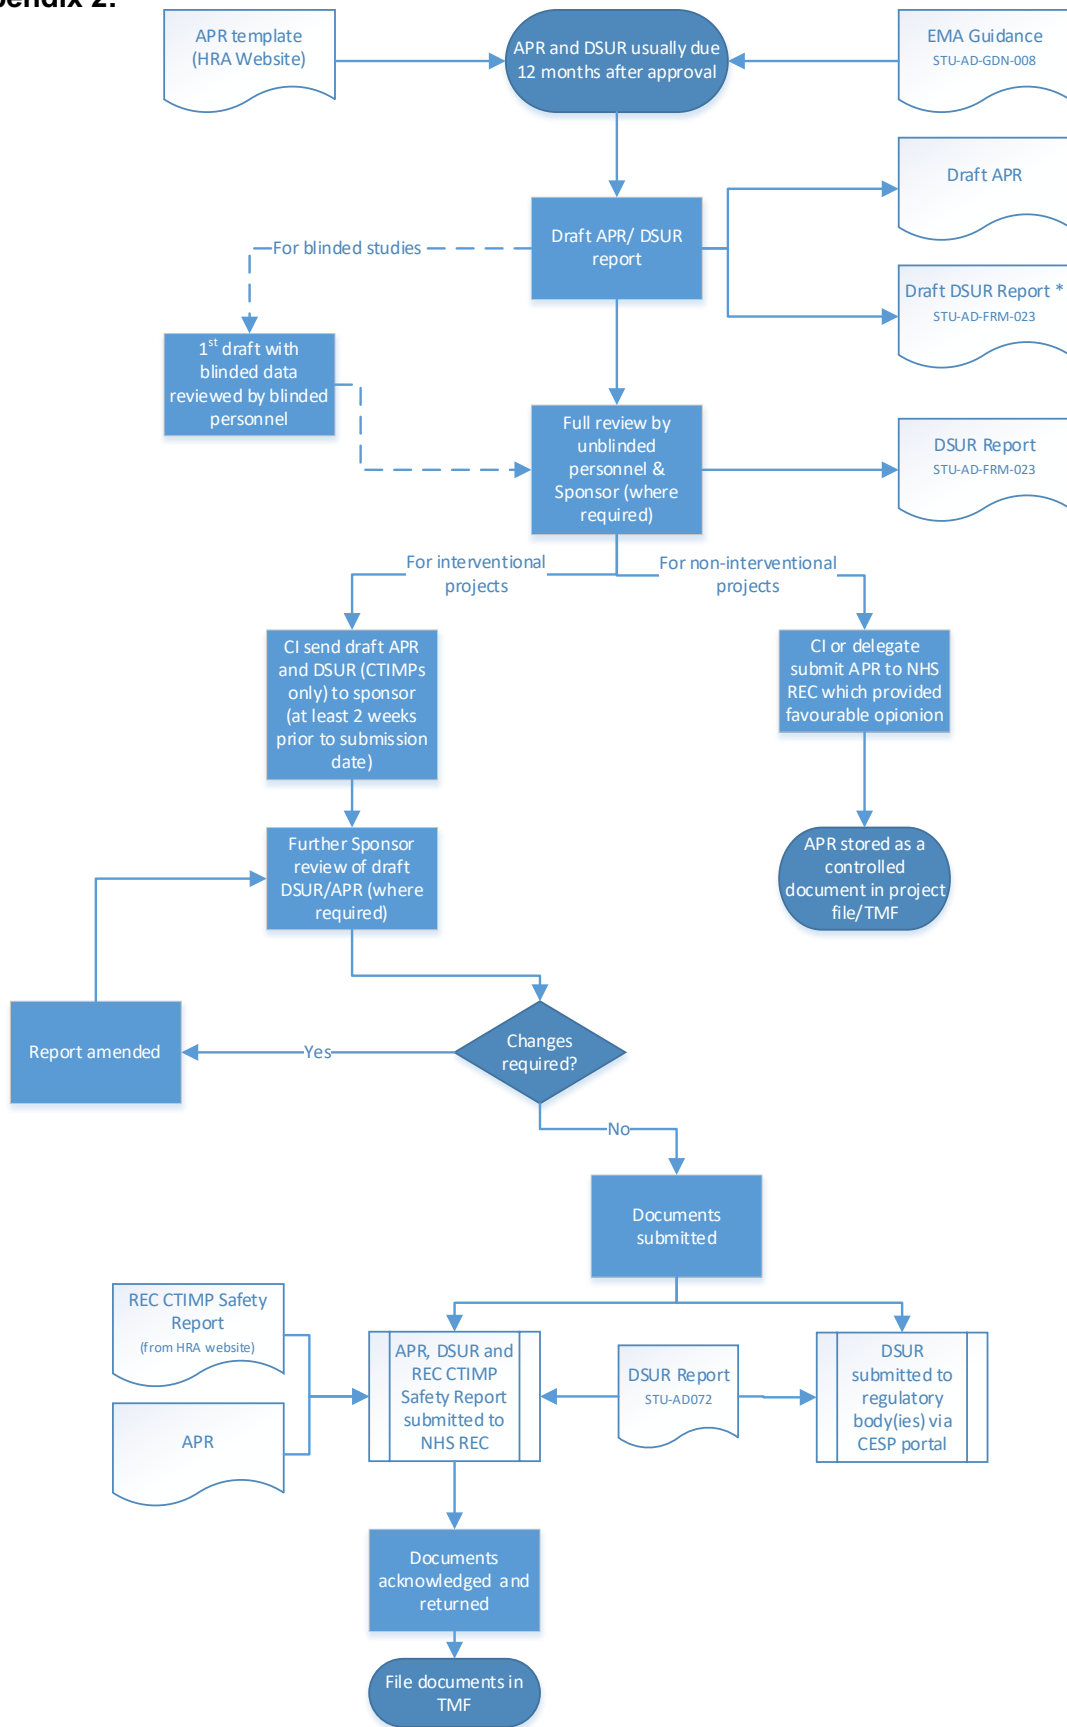 pendix 2:
APR template
(HRA Website)
APR and DSUR usually due
12 months after approval
EMA Guidance
STU-AD-GDN-008
Draft APR
Draft APR/ DSUR
report
For blinded studies
Draft DSUR Report *
STU-AD-FRM-023
1st draft with
blinded data
reviewed by blinded
personnel
Full review by
unblinded
personnel &
Sponsor (where
required)
DSUR Report
STU-AD-FRM-023
For interventional
projects
For non-interventional
projects
CI send draft APR
and DSUR (CTIMPs
only) to sponsor
(at least 2 weeks
prior to submission
date)
CI or delegate
submit APR to NHS
REC which provided
favourable opionion
Further Sponsor
review of draft
DSUR/APR (where
required)
APR stored as a
controlled
document in project
file/TMF
Report amended
Yes
Changes
required?
No
Documents
submitted
REC CTIMP Safety
Report
(from HRA website)
APR
APR, DSUR and
REC CTIMP
Safety Report
submitted to
NHS REC
DSUR Report
STU-AD072
DSUR
submitted to
regulatory
body(ies) via
CESP portal
Documents
acknowledged and
returned
File documents in
TMF